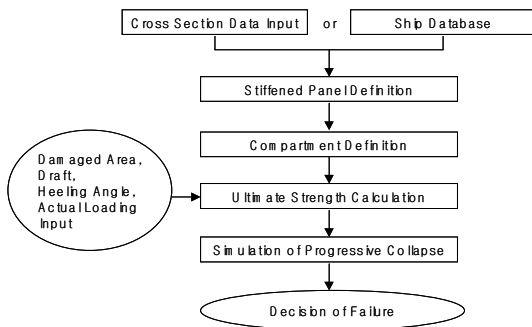 Cross Section Data Input or Ship Database
Stiffened Panel Definition
Compartment Definition
Damaged Area,
Draft,
Heeling Angle,
Actual Loading
Input
Ultimate Strength Calculation
Simulation of Progressive Collapse
Decision of Failure